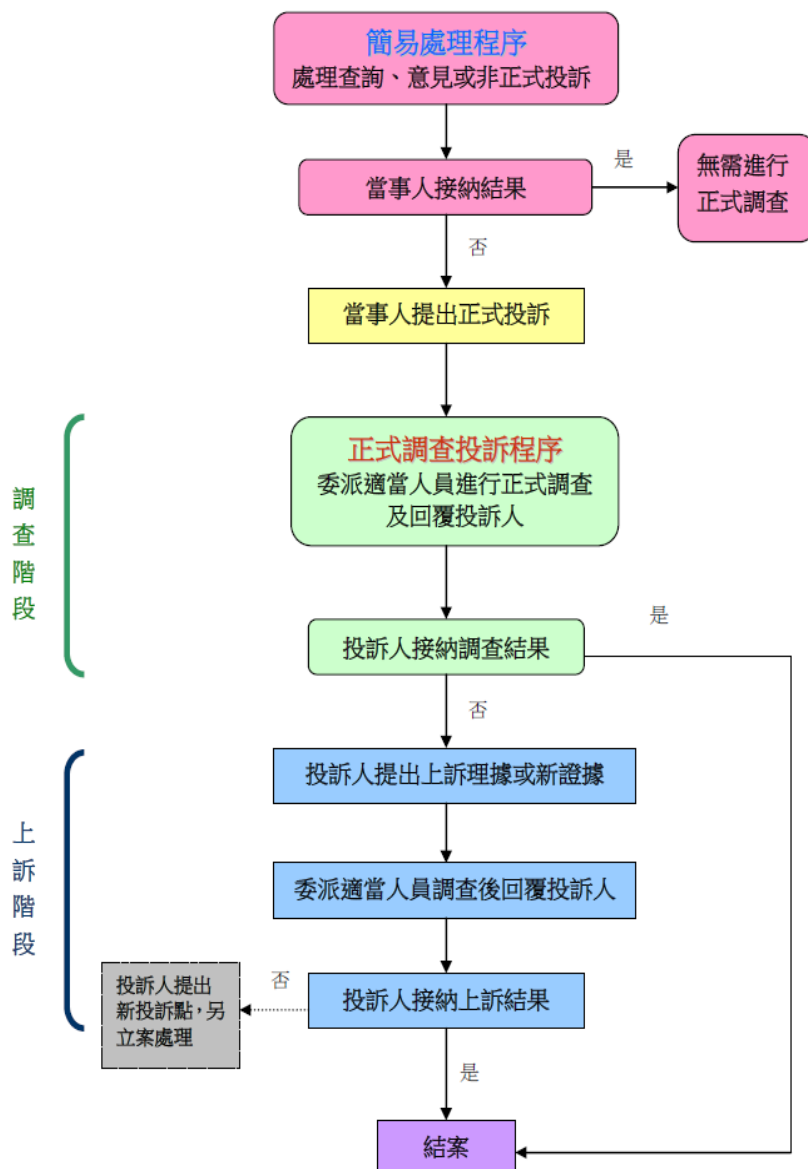 簡易處理程序
處理查詢、意見或非正式投訴
當事人接納結果
是
無需進行
正式調查
否
當事人提出正式投訴
調查階段
正式調查投訴程序
委派適當人員進行正式調查
及回覆投訴人
投訴人接納調查結果
是
否
上訴階段
投訴人提出上訴理據或新證據
委派適當人員調查後回覆投訴人
投訴人接納上訴結果
否
投訴人提出
新投訴點，另
立案處理
是
結案